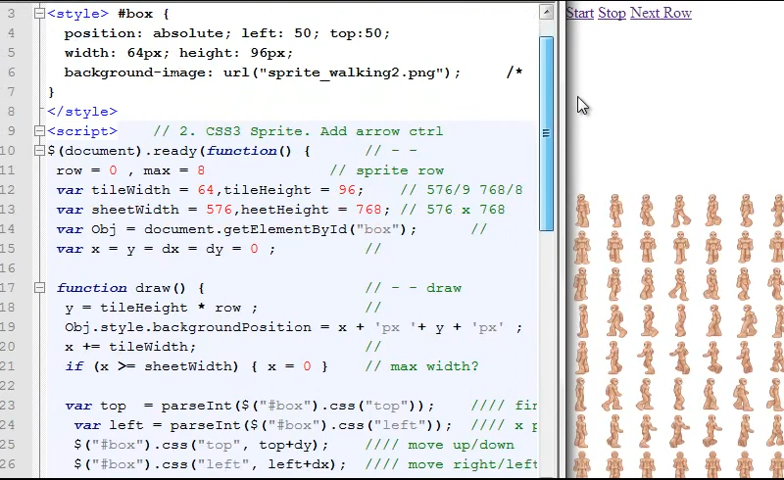 3 <style> #box {
4 position: absolute; left: 50; top:50;
5 width: 64px; height: 96px;
6 background-image: url("sprite_walking2.png"); /*
7 }
8 </style>
9 <script> // 2. CSS3 Sprite. Add arrow ctrl
10 $(document).ready(function() { // - -
11 row = 0 , max = 8 // sprite row
12 var tileWidth = 64,tileHeight = 96; // 576/9 768/8
13 var sheetWidth = 576,heetHeight = 768; // 576 x 768
14 var Obj = document.getElementById("box"); //
15 var x = y = dx = dy = 0 ; //
16
17 function draw() { // - - draw
18 y = tileHeight * row ; //
19 Obj.style.backgroundPosition = x + 'px '+ y + 'px' ;
20 x += tileWidth; //
21 if (x >= sheetWidth) { x = 0 } // max width?
22
23 var top = parseInt($("#box").css("top")); //// fin
24 var left = parseInt($("#box").css("left")); //// x p
25 $("#box").css("top", top+dy); //// move up/down
26 $("#box").css("left", left+dx); //// move right/left
Start Stop Next Row